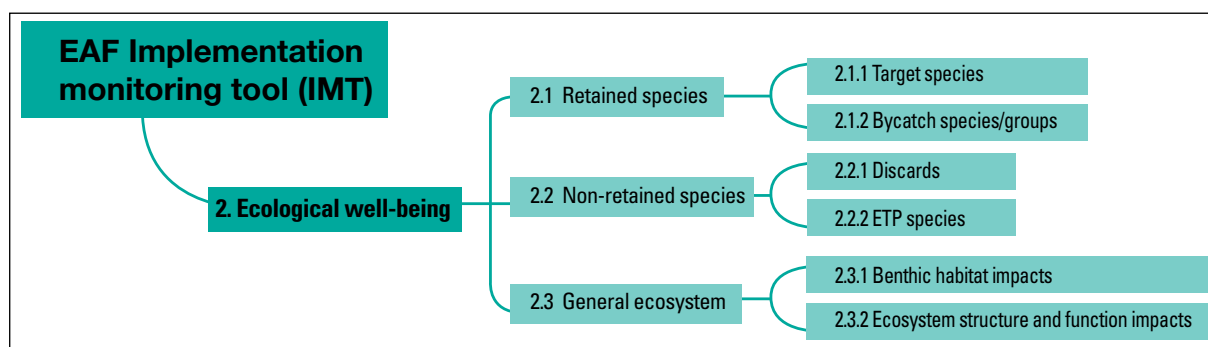 EAF Implementation
monitoring tool (IMT)
2. Ecological well-being
2.1 Retained species
2.1.1 Target species
2.1.2 Bycatch species/groups
2.2 Non-retained species
2.2.1 Discards
2.2.2 ETP species
2.3 General ecosystem
2.3.1 Benthic habitat impacts
2.3.2 Ecosystem structure and function impacts